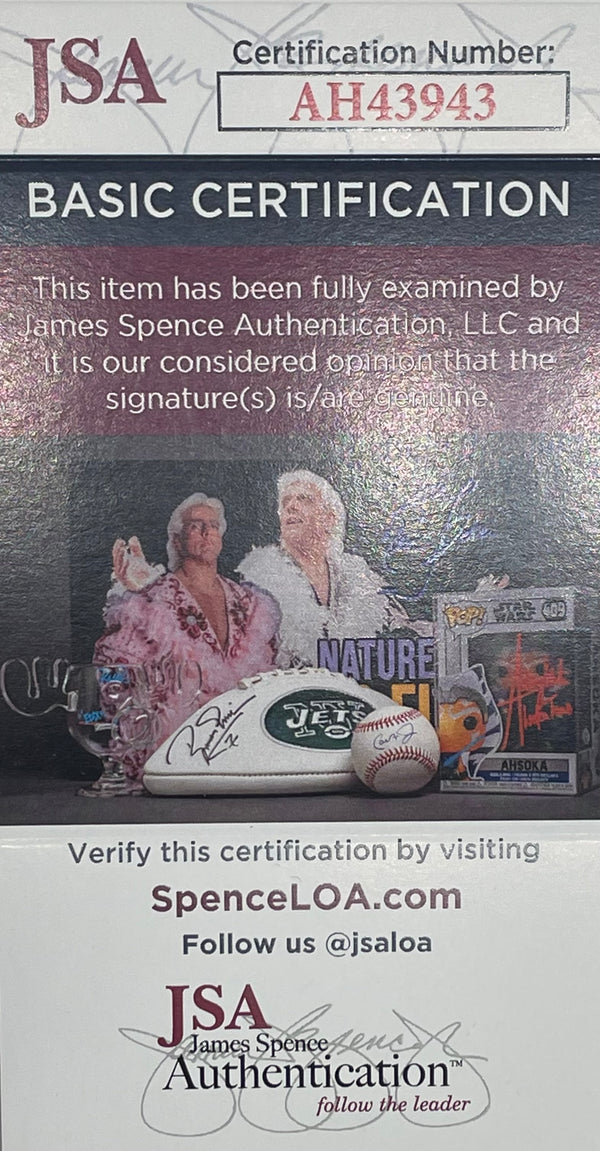 JSA
Certification Number:
AH43943
BASIC CERTIFICATION
This item has been fully examined by
James Spence Authentication, LLC and
it is our considered opinion that the
signature(s) is/are genuine.
NATURE
JETS
POP!
STAR
WARS
409
AHSOKA
Verify this certification by visiting
SpenceLOA.com
Follow us @jsaloa
JSA
James Spence
Authentication™
follow the leader